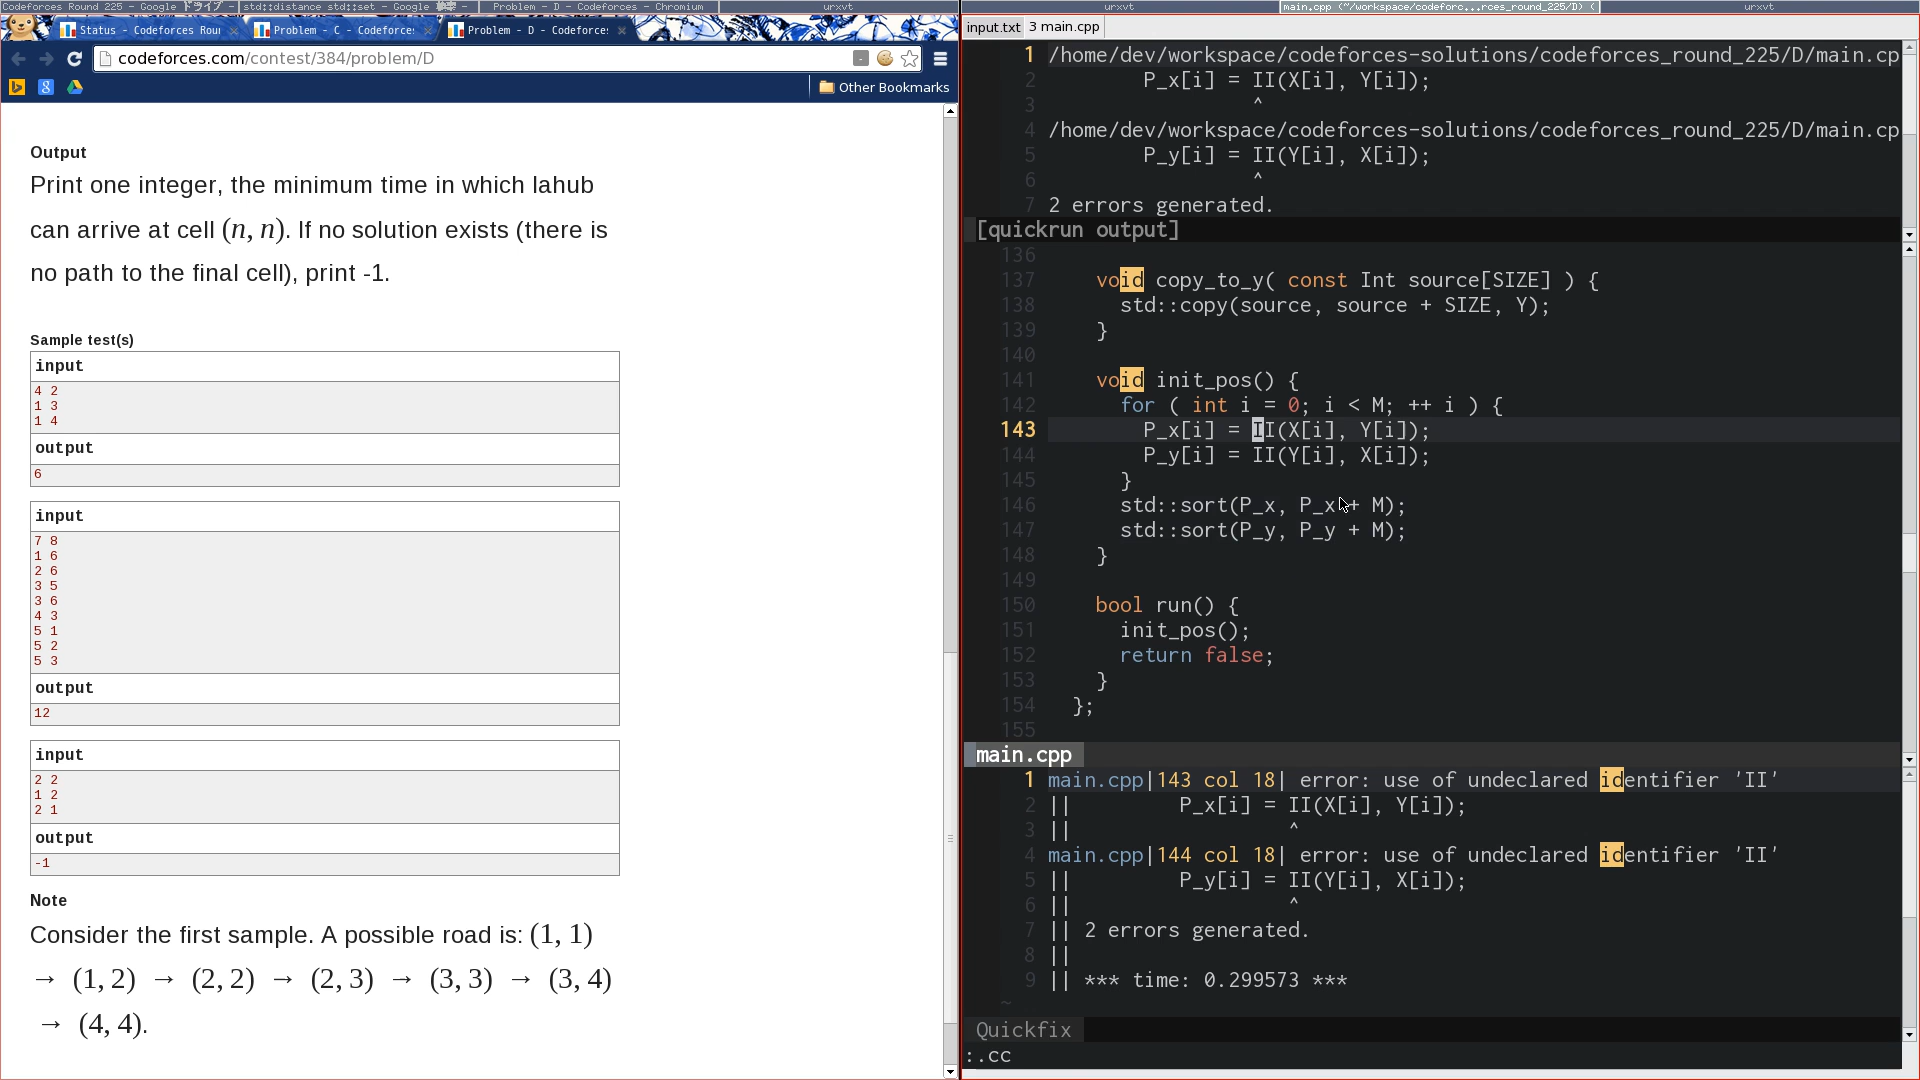 Codeforces Round 225 - Google ドライブ -
std::distance std::set - Google 検索 -
Problem - D - Codeforces - Chromium
urxvt
urxvt
main.cpp (~/workspace/codeforc...rces_round_225/D) (
urxvt
Status - Codeforces Rour
Problem - C - Codeforces
Problem - D - Codeforces
codeforces.com/contest/384/problem/D
Other Bookmarks
Output
Print one integer, the minimum time in which Iahub
can arrive at cell (n, n). If no solution exists (there is
no path to the final cell), print -1.
Sample test(s)
input
4 2
1 3
1 4
output
6
input
7 8
1 6
2 6
3 5
3 6
4 3
5 1
5 2
5 3
output
12
input
2 2
1 2
2 1
output
-1
Note
Consider the first sample. A possible road is: (1, 1)
→ (1, 2) → (2, 2) → (2, 3) → (3, 3) → (3, 4)
→ (4, 4).
input.txt 3 main.cpp
1 /home/dev/workspace/codeforces-solutions/codeforces_round_225/D/main.cp
2 P_x[i] = II(X[i], Y[i]);
3 ^
4 /home/dev/workspace/codeforces-solutions/codeforces_round_225/D/main.cp
5 P_y[i] = II(Y[i], X[i]);
6 ^
7 2 errors generated.
[quickrun output]
136
137 void copy_to_y( const Int source[SIZE] ) {
138 std::copy(source, source + SIZE, Y);
139 }
140
141 void init_pos() {
142 for ( int i = 0; i < M; ++ i ) {
143 P_x[i] = II(X[i], Y[i]);
144 P_y[i] = II(Y[i], X[i]);
145 }
146 std::sort(P_x, P_x + M);
147 std::sort(P_y, P_y + M);
148 }
149
150 bool run() {
151 init_pos();
152 return false;
153 }
154 };
155
main.cpp
1 main.cpp|143 col 18| error: use of undeclared identifier 'II'
2 || P_x[i] = II(X[i], Y[i]);
3 || ^
4 main.cpp|144 col 18| error: use of undeclared identifier 'II'
5 || P_y[i] = II(Y[i], X[i]);
6 || ^
7 || 2 errors generated.
8 ||
9 || *** time: 0.299573 ***
~
Quickfix
:.cc